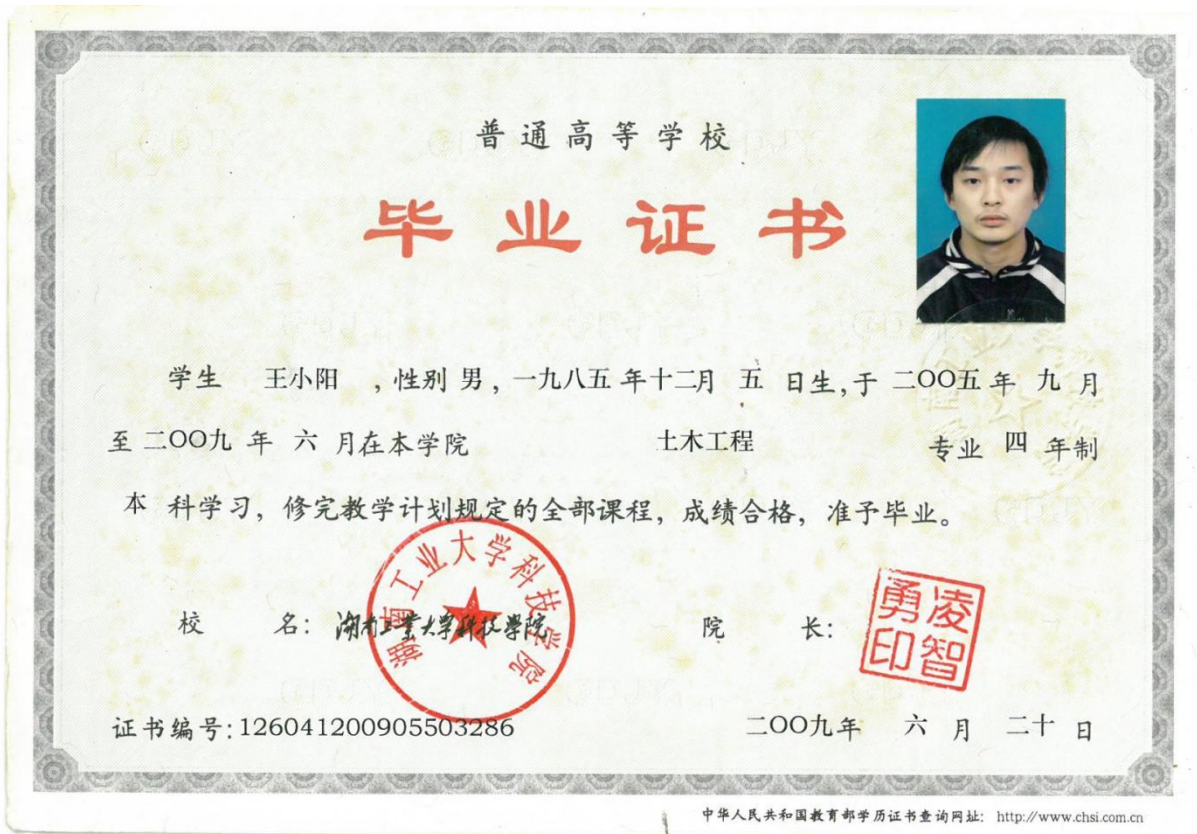 普通高等学校
毕业证书
学生 王小阳 ，性别 男，一九八五 年十二月 五 日生，于 二〇〇五 年 九 月
至 二〇〇九 年 六 月在本学院 土木工程 专业 四 年制
本 科学习，修完教学计划规定的全部课程，成绩合格，准予毕业。
湖南工业大学科技学院
校 名：湖南工业大学科技学院 院 长：
凌智勇印
证书编号：126041200905503286 二〇〇九年 六 月 二十 日
中华人民共和国教育部学历证书查询网址： http://www.chsi.com.cn